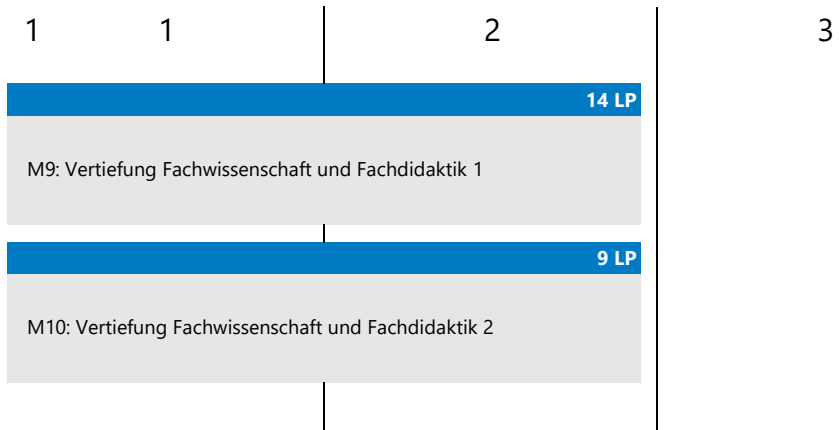 1 1 2 3
14 LP
M9: Vertiefung Fachwissenschaft und Fachdidaktik 1
9 LP
M10: Vertiefung Fachwissenschaft und Fachdidaktik 2